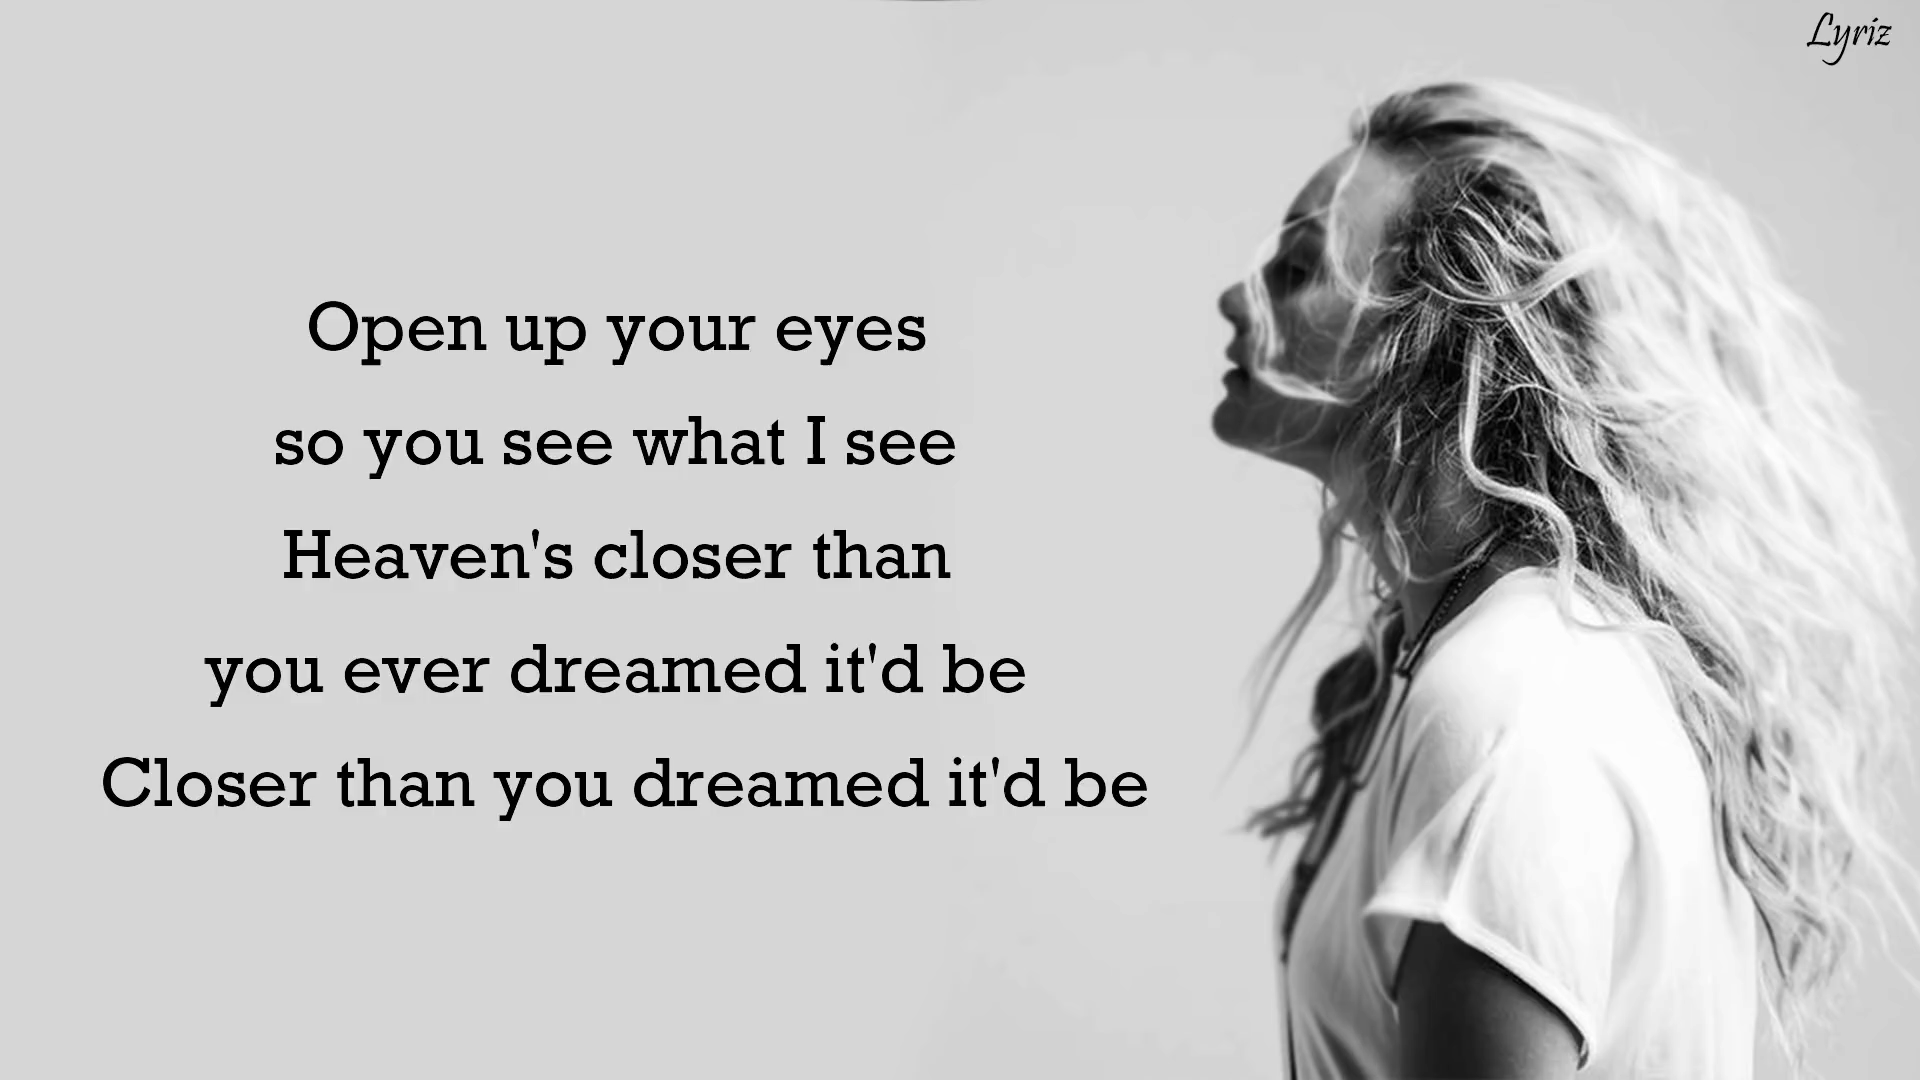 Lyriz
Open up your eyes
so you see what I see
Heaven's closer than
you ever dreamed it'd be
Closer than you dreamed it'd be